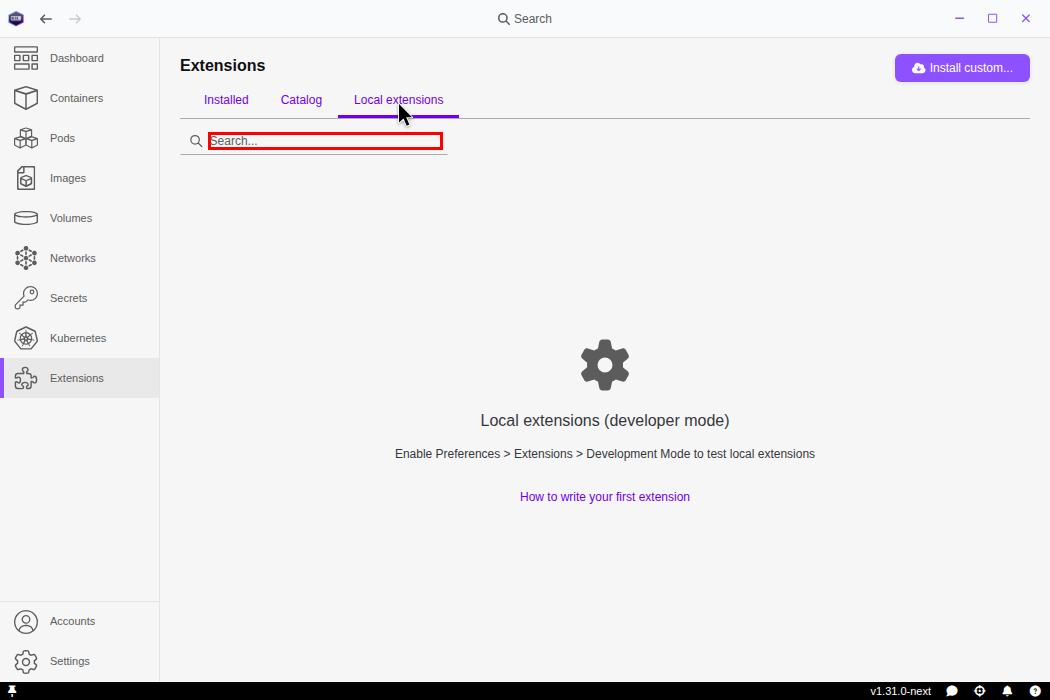 Search
Dashboard
Containers
Pods
Images
Volumes
Networks
Secrets
Kubernetes
Extensions
Accounts
Settings
Extensions
Install custom...
Installed
Catalog
Local extensions
Search...
Local extensions (developer mode)
Enable Preferences > Extensions > Development Mode to test local extensions
How to write your first extension
v1.31.0-next